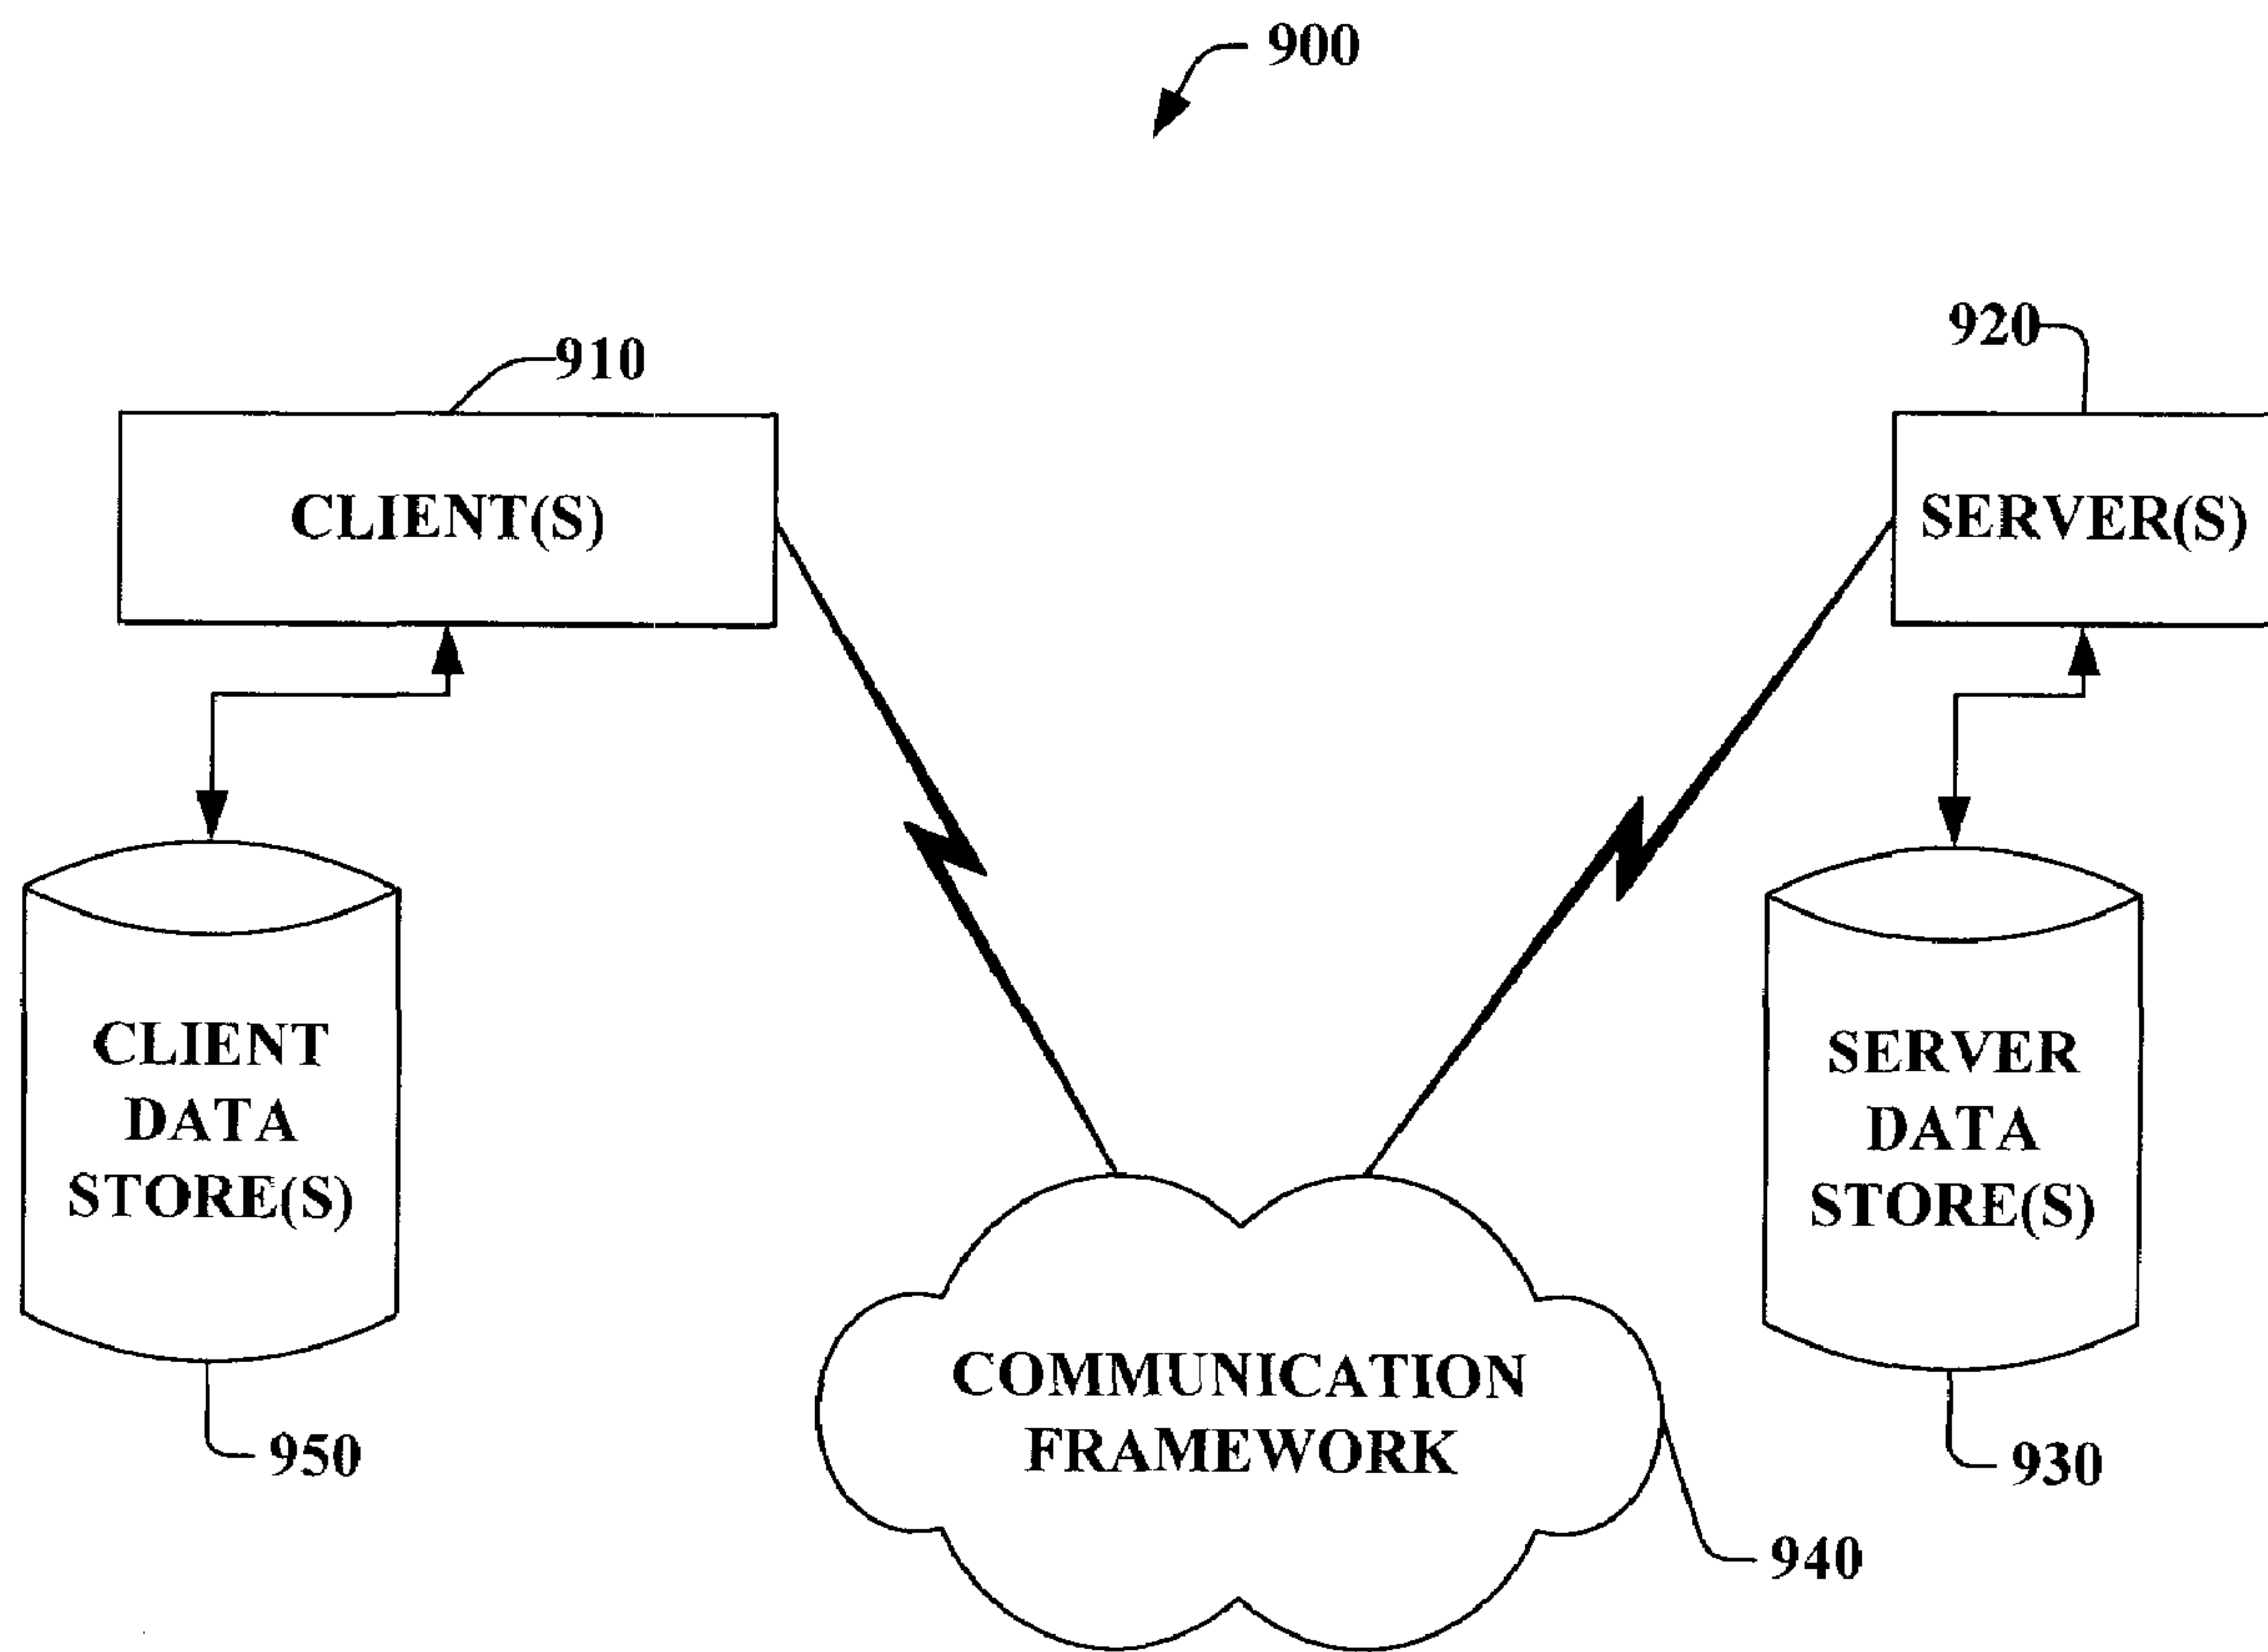 900
910
920
CLIENT(S)
SERVER(S)
CLIENT
DATA
STORE(S)
SERVER
DATA
STORE(S)
COMMUNICATION
FRAMEWORK
950
930
940